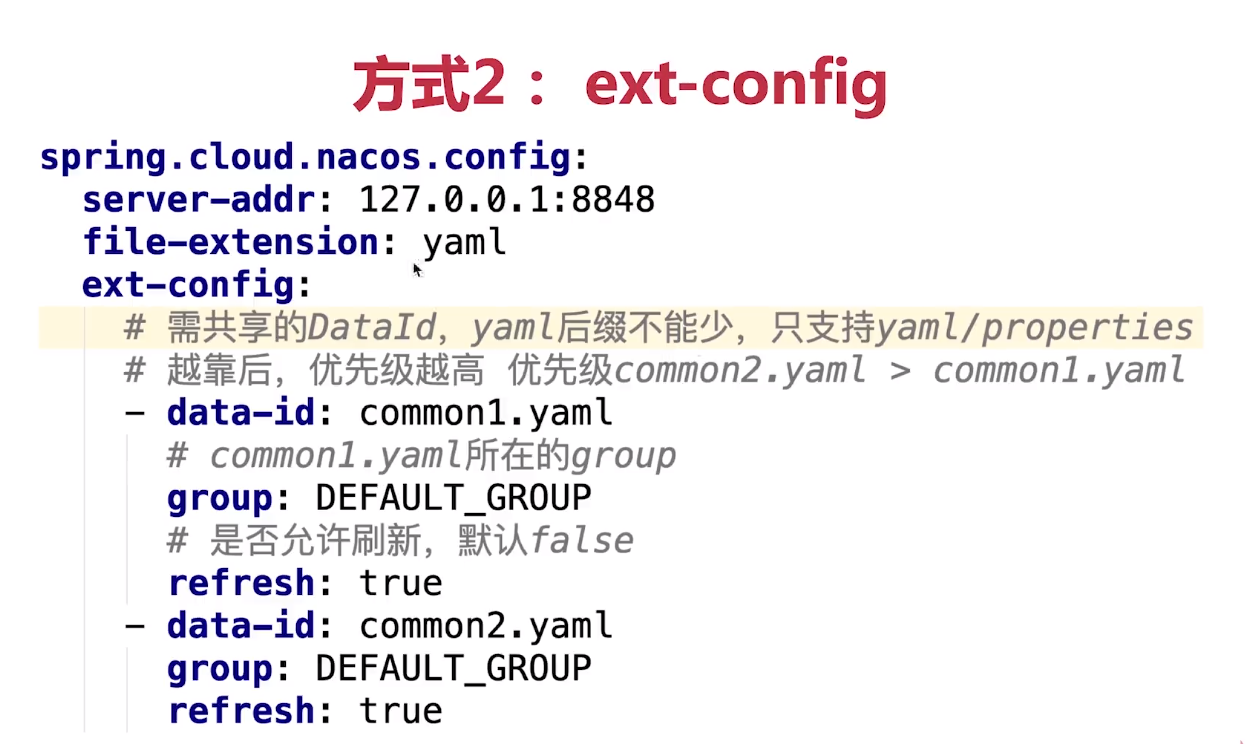 方式2： ext-config
spring.cloud.nacos.config:
server-addr: 127.0.0.1:8848
file-extension: yaml
ext-config:
# 需共享的DataId，yaml后缀不能少，只支持yaml/properties
# 越靠后，优先级越高 优先级common2.yaml > common1.yaml
- data-id: common1.yaml
# common1.yaml所在的group
group: DEFAULT_GROUP
# 是否允许刷新，默认false
refresh: true
- data-id: common2.yaml
group: DEFAULT_GROUP
refresh: true